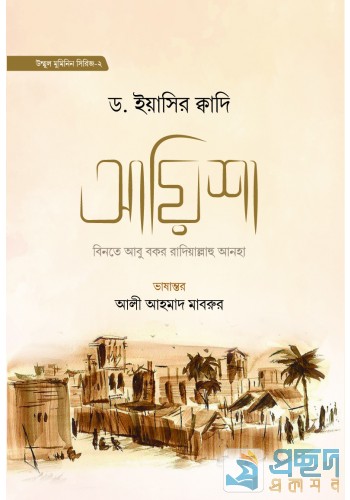 উম্মুল মুমিনিন সিরিজ-২
ড. ইয়াসির ক্বাদি
আয়িশা
বিনতে আবু বকর রাদিয়াল্লাহু আনহা
ভাষান্তর
আলী আহমাদ মাবরুর
প্রচ্ছদ
প্রকাশন